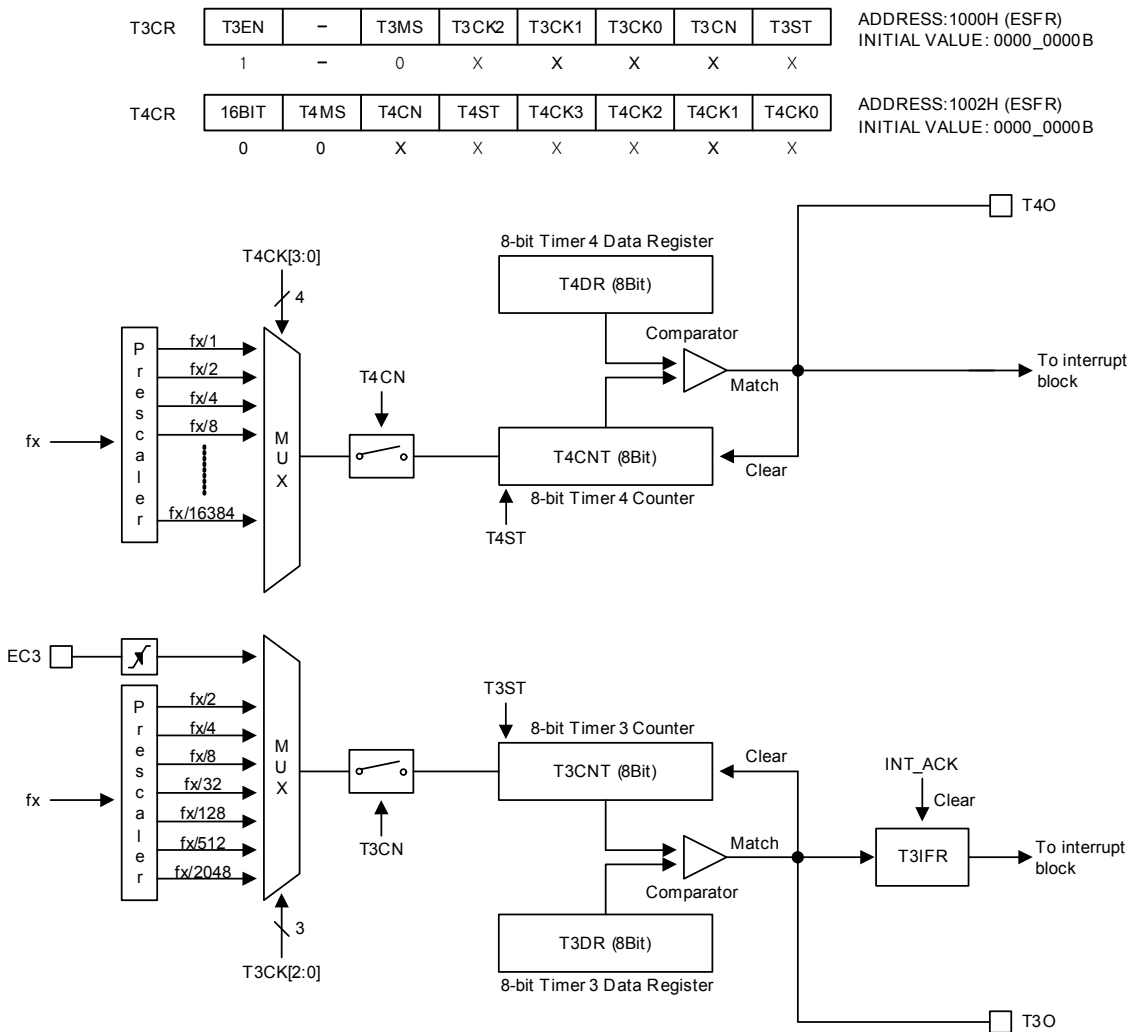 T3CR T3EN – T3MS T3CK2 T3CK1 T3CK0 T3CN T3ST ADDRESS:1000H (ESFR)
INITIAL VALUE: 0000_0000B
1 – 0 X X X X X
T4CR 16BIT T4MS T4CN T4ST T4CK3 T4CK2 T4CK1 T4CK0 ADDRESS:1002H (ESFR)
INITIAL VALUE: 0000_0000B
0 0 X X X X X X
T4O
8-bit Timer 4 Data Register
T4CK[3:0]
T4DR (8Bit)
4
Comparator
Prescaler
fx/1
fx/2
fx/4
fx/8
fx/16384
fx
MUX
T4CN
Match
To interrupt
block
T4CNT (8Bit)
Clear
8-bit Timer 4 Counter
T4ST
EC3
Prescaler
fx/2
fx/4
fx/8
fx/32
fx/128
fx/512
fx/2048
fx
MUX
T3ST
8-bit Timer 3 Counter
T3CNT (8Bit)
Clear
INT_ACK
Clear
T3CN
Match
T3IFR
To interrupt
block
Comparator
3
T3CK[2:0]
T3DR (8Bit)
8-bit Timer 3 Data Register
T3O